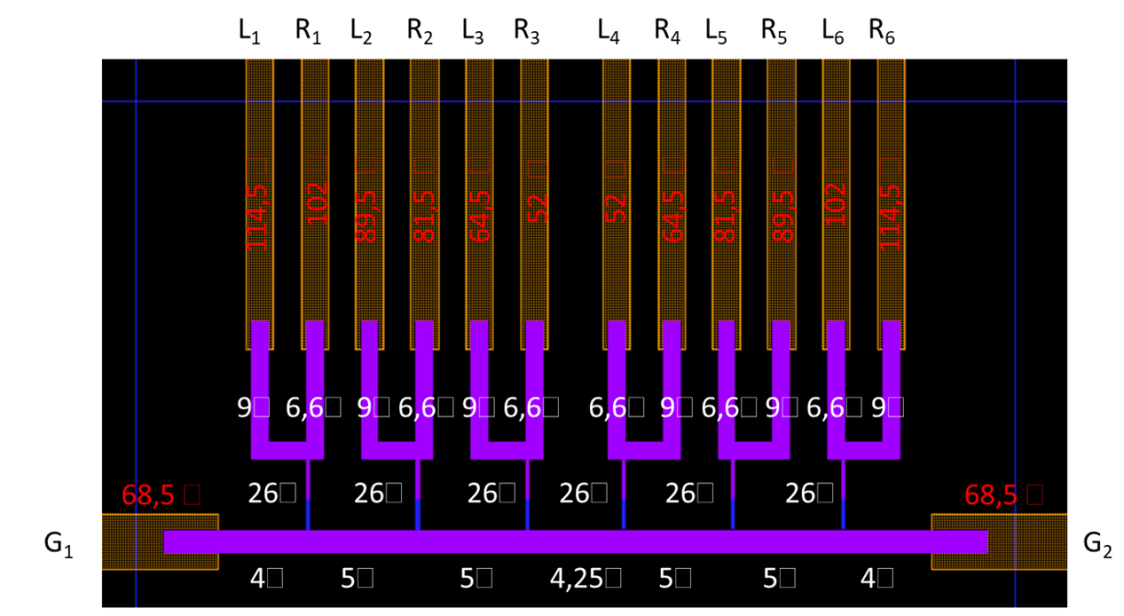 L₁ R₁ L₂ R₂ L₃ R₃ L₄ R₄ L₅ R₅ L₆ R₆
114,5 □ 102 □ 89,5 □ 81,5 □ 64,5 □ 52 □ 52 □ 64,5 □ 81,5 □ 89,5 □ 102 □ 114,5 □
9□ 6,6□ 9□ 6,6□ 9□ 6,6□ 6,6□ 9□ 6,6□ 9□ 6,6□ 9□
68,5 □ 26□ 26□ 26□ 26□ 26□ 26□ 68,5 □
G₁ G₂
4□ 5□ 5□ 4,25□ 5□ 5□ 4□